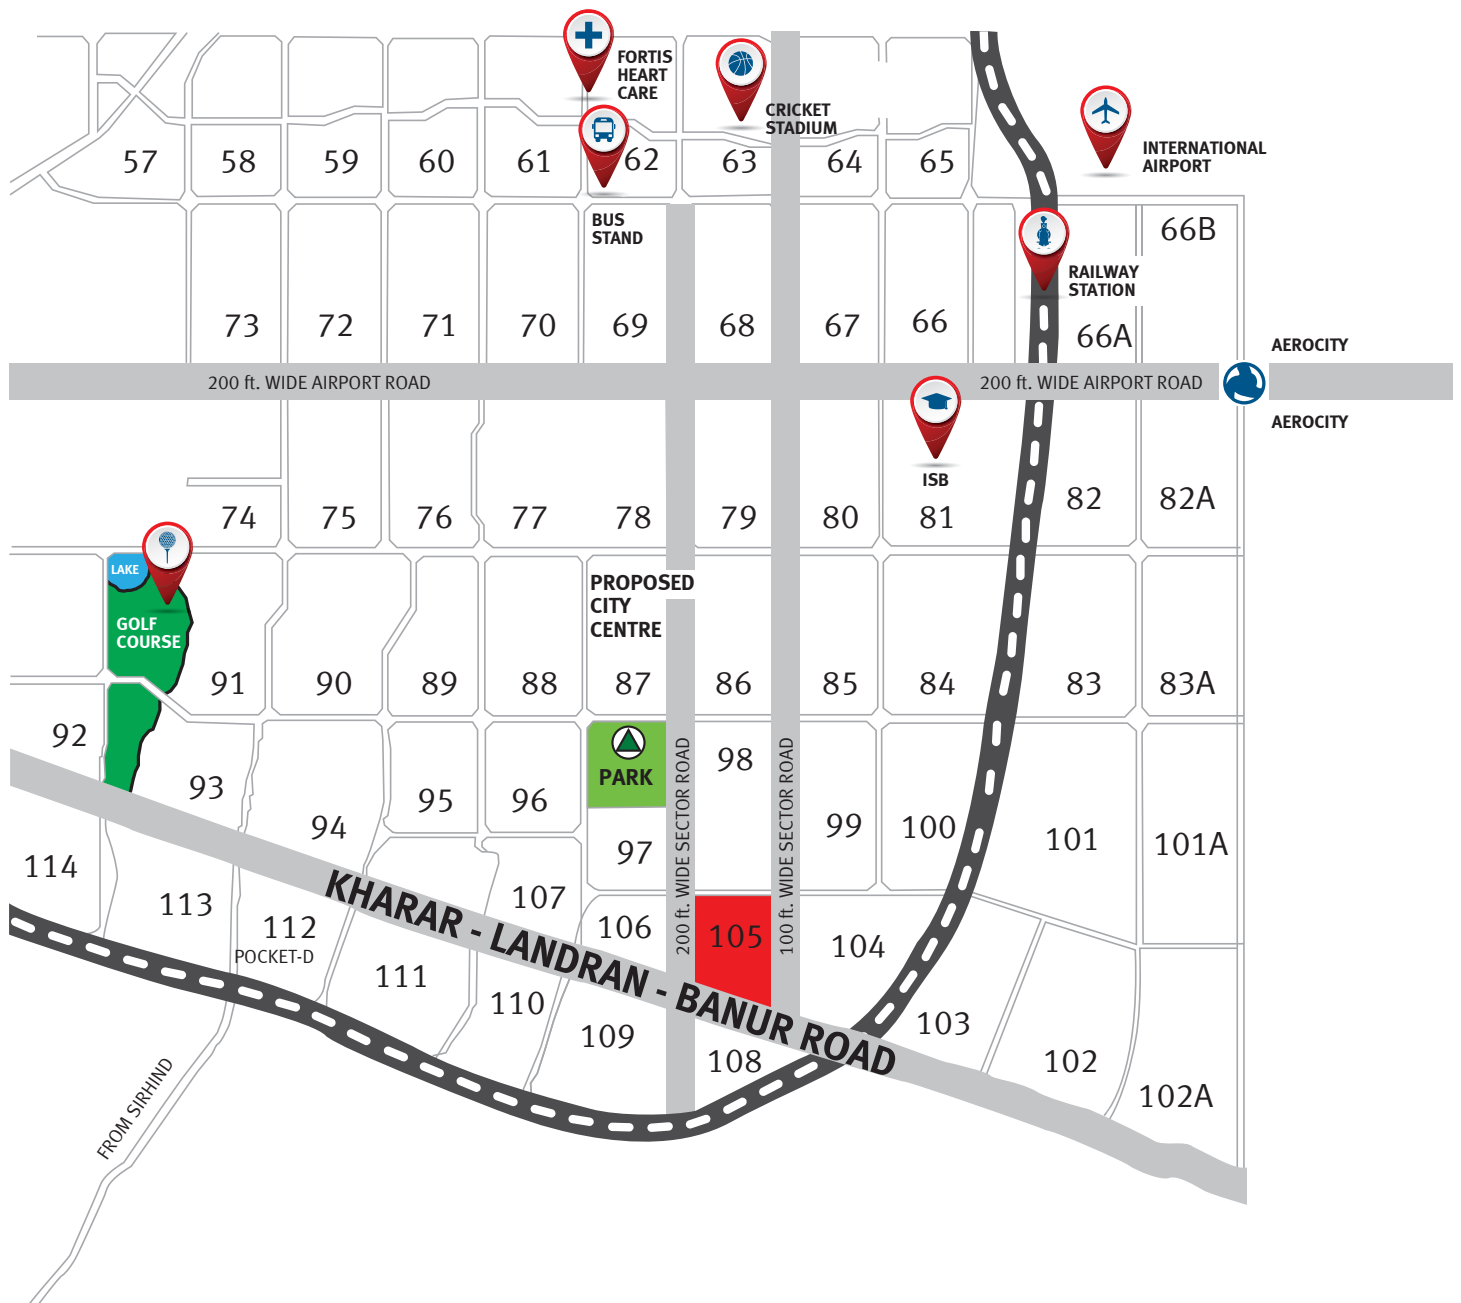 FORTIS
HEART
CARE
CRICKET
STADIUM
INTERNATIONAL
AIRPORT
57
58
59
60
61
62
63
64
65
BUS
STAND
66B
RAILWAY
STATION
73
72
71
70
69
68
67
66
66A
AEROCITY
200 ft. WIDE AIRPORT ROAD
200 ft. WIDE AIRPORT ROAD
AEROCITY
ISB
74
75
76
77
78
79
80
81
82
82A
LAKE
GOLF
COURSE
PROPOSED
CITY
CENTRE
91
90
89
88
87
86
85
84
83
83A
92
93
94
95
96
PARK
97
98
99
100
101
101A
200 ft. WIDE SECTOR ROAD
100 ft. WIDE SECTOR ROAD
114
113
112
POCKET-D
111
107
106
105
104
KHARAR - LANDRAN - BANUR ROAD
110
109
108
103
102
102A
FROM SIRHIND